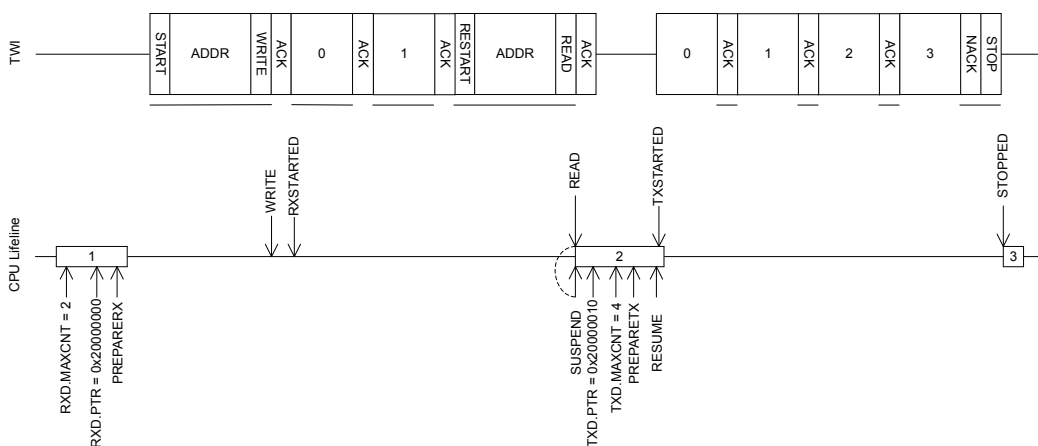 TWI
START
ADDR
WRITE
ACK
0
ACK
1
ACK
RESTART
ADDR
READ
ACK
0
ACK
1
ACK
2
ACK
3
NACK
STOP
CPU Lifeline
WRITE
RXSTARTED
READ
TXSTARTED
STOPPED
1
2
3
RXD.MAXCNT = 2
RXD.PTR = 0x20000000
PREPARERX
SUSPEND
TXD.PTR = 0x20000010
TXD.MAXCNT = 4
PREPARETX
RESUME